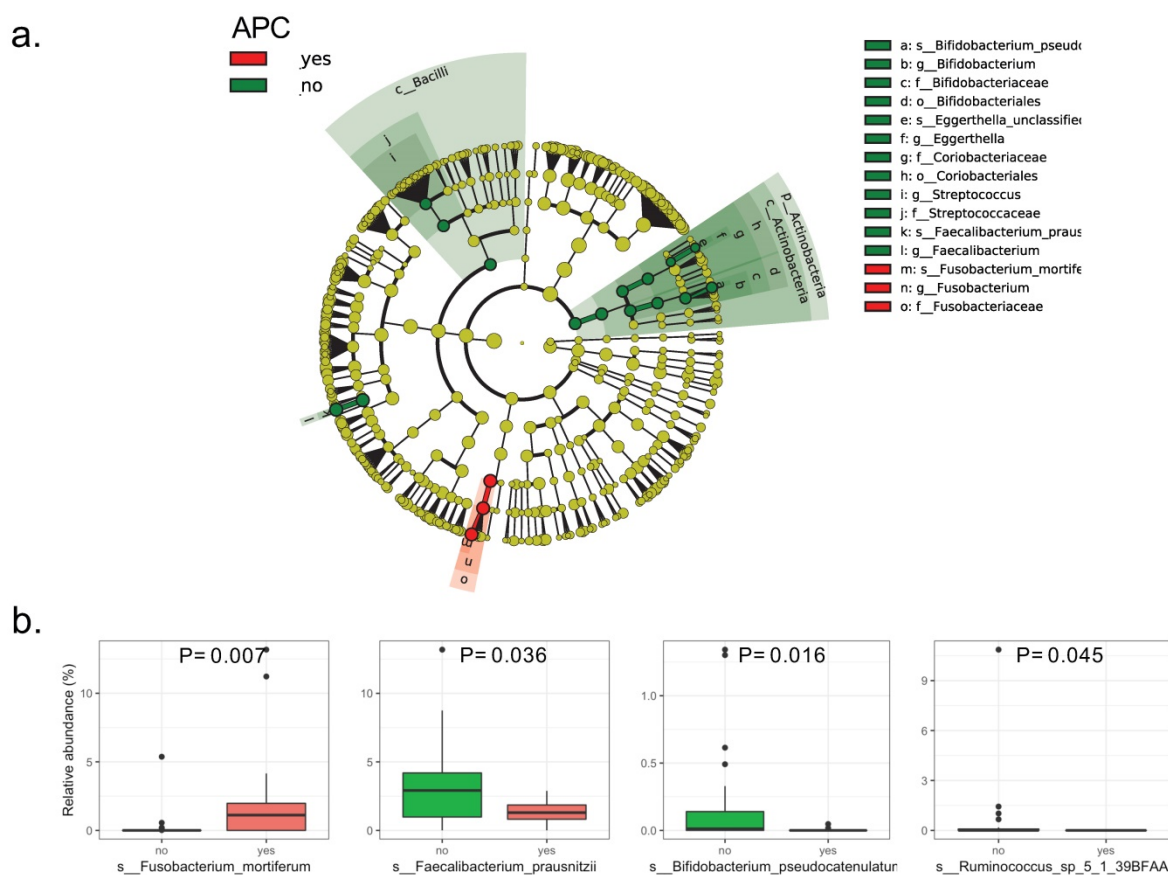 a.
APC
yes
no
c__Bacilli
j
i
p__Actinobacteria
c__Actinobacteria
h
g
f
e
d
c
b
a
l
m
n
o
a: s__Bifidobacterium_pseudo
b: g__Bifidobacterium
c: f__Bifidobacteriaceae
d: o__Bifidobacteriales
e: s__Eggerthella_unclassified
f: g__Eggerthella
g: f__Coriobacteriaceae
h: o__Coriobacteriales
i: g__Streptococcus
j: f__Streptococcaceae
k: s__Faecalibacterium_praus
l: g__Faecalibacterium
m: s__Fusobacterium_mortife
n: g__Fusobacterium
o: f__Fusobacteriaceae
b.
Relative abundance (%)
P= 0.007
10
5
0
no yes
s__Fusobacterium_mortiferum
P= 0.036
10
5
0
no yes
s__Faecalibacterium_prausnitzii
P= 0.016
1.0
0.5
0.0
no yes
s__Bifidobacterium_pseudocatenulatum
P= 0.045
9
6
3
0
no yes
s__Ruminococcus_sp_5_1_39BFAA